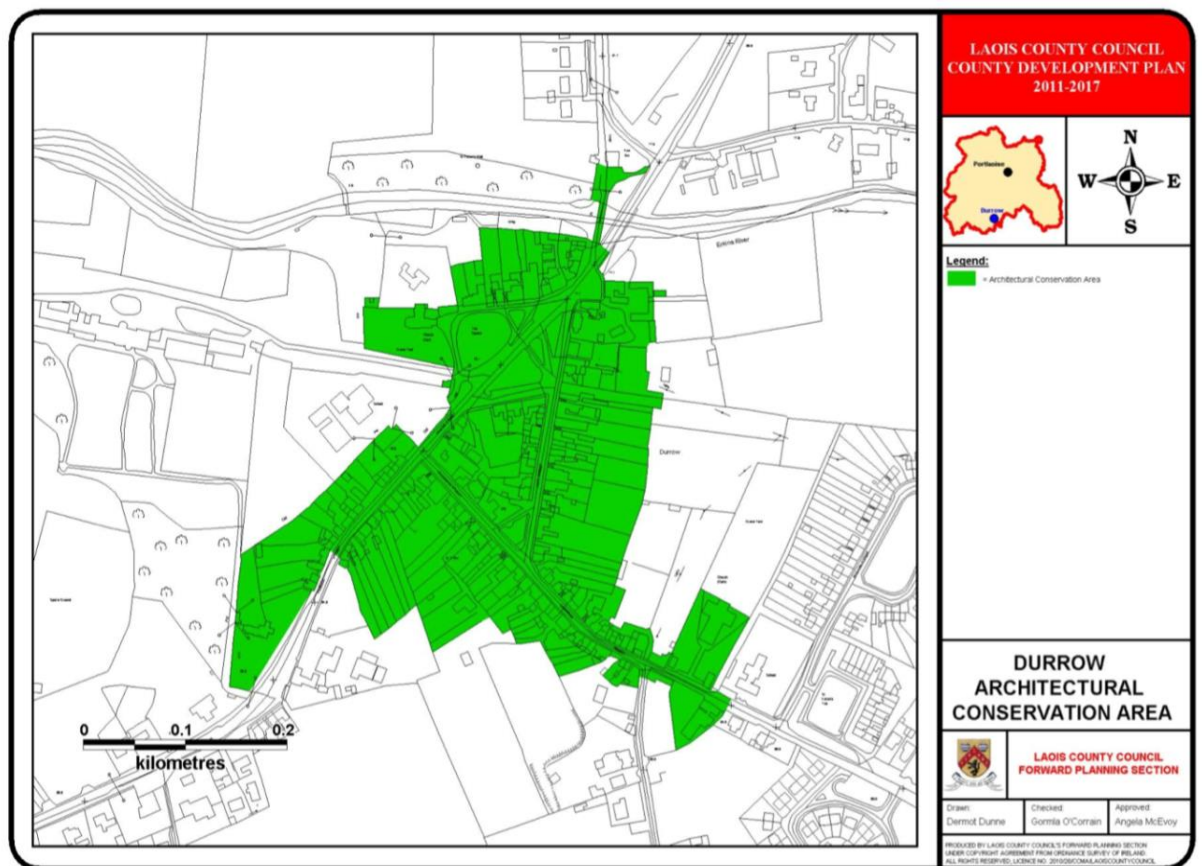 LAOIS COUNTY COUNCIL
COUNTY DEVELOPMENT PLAN
2011-2017
Portlaoise
Durrow
N
W
E
S
Legend:
= Architectural Conservation Area
Erkina River
Durrow
0
0.1
0.2
kilometres
DURROW
ARCHITECTURAL
CONSERVATION AREA
LAOIS COUNTY COUNCIL
FORWARD PLANNING SECTION
Drawn:
Dermot Dunne
Checked:
Gormla O'Corrain
Approved
Angela McEvoy
PRODUCED BY LAOIS COUNTY COUNCIL'S FORWARD PLANNING SECTION
UNDER COPYRIGHT AGREEMENT FROM ORDNANCE SURVEY OF IRELAND.
ALL RIGHTS RESERVED, LICENCE NO.